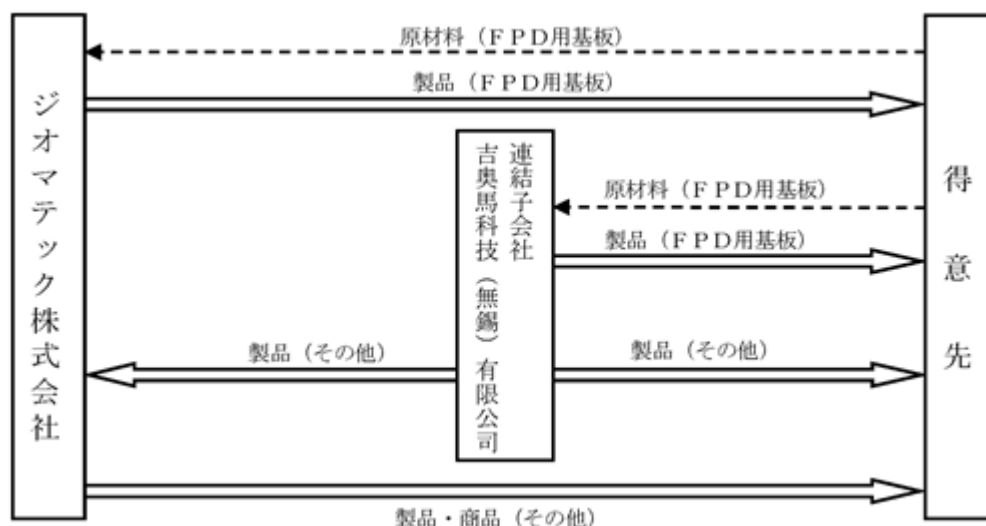 原材料（ＦＰＤ用基板）
製品（ＦＰＤ用基板）
ジオマテック株式会社
連結子会社
吉奥馬科技（無錫）有限公司
得意先
原材料（ＦＰＤ用基板）
製品（ＦＰＤ用基板）
製品（その他）
製品（その他）
製品・商品（その他）